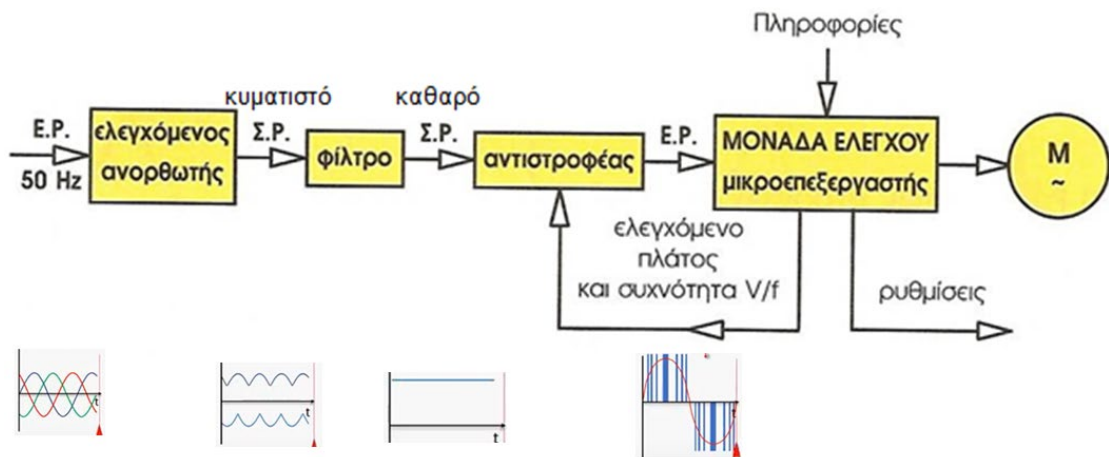 Πληροφορίες
κυματιστό
καθαρό
Ε.Ρ.
50 Hz
ελεγχόμενος
ανορθωτής
Σ.Ρ.
φίλτρο
Σ.Ρ.
αντιστροφέας
Ε.Ρ.
ΜΟΝΑΔΑ ΕΛΕΓΧΟΥ
μικροεπεξεργαστής
Μ
~
ελεγχόμενο
πλάτος
και συχνότητα V/f
ρυθμίσεις
t
t
t
t